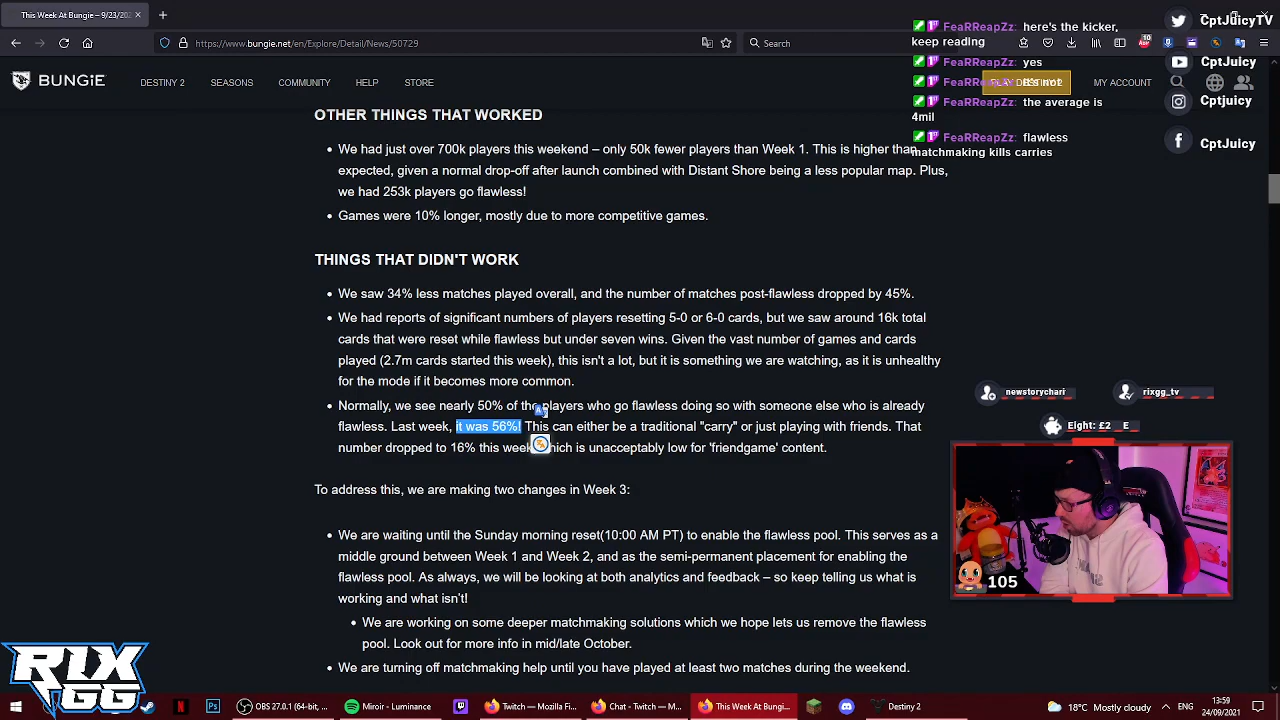 This Week At Bungie – 9/23/202
https://www.bungie.net/en/Explore/Detail/News/50729
Search
BUNGiE
DESTINY 2
SEASONS
COMMUNITY
HELP
STORE
MY ACCOUNT
FeaRReapZz: here's the kicker,
keep reading
FeaRReapZz: yes
FeaRReapZz: It's not
FeaRReapZz: the average is
4mil
FeaRReapZz: flawless
matchmaking kills carries
CptJuicyTV
CptJuicy
Cptjuicy
CptJuicy
OTHER THINGS THAT WORKED
We had just over 700k players this weekend – only 50k fewer players than Week 1. This is higher than
expected, given a normal drop-off after launch combined with Distant Shore being a less popular map. Plus,
we had 253k players go flawless!
Games were 10% longer, mostly due to more competitive games.
THINGS THAT DIDN'T WORK
We saw 34% less matches played overall, and the number of matches post-flawless dropped by 45%.
We had reports of significant numbers of players resetting 5-0 or 6-0 cards, but we saw around 16k total
cards that were reset while flawless but under seven wins. Given the vast number of games and cards
played (2.7m cards started this week), this isn't a lot, but it is something we are watching, as it is unhealthy
for the mode if it becomes more common.
Normally, we see nearly 50% of the players who go flawless doing so with someone else who is already
flawless. Last week, it was 56%! This can either be a traditional "carry" or just playing with friends. That
number dropped to 16% this week which is unacceptably low for 'friendgame' content.
To address this, we are making two changes in Week 3:
We are waiting until the Sunday morning reset(10:00 AM PT) to enable the flawless pool. This serves as a
middle ground between Week 1 and Week 2, and as the semi-permanent placement for enabling the
flawless pool. As always, we will be looking at both analytics and feedback – so keep telling us what is
working and what isn't!
We are working on some deeper matchmaking solutions which we hope lets us remove the flawless
pool. Look out for more info in mid/late October.
We are turning off matchmaking help until you have played at least two matches during the weekend.
newstorychari
rixgg_tv
Eight: £2 E
105
RIX
GG
OBS 27.0.1 (64-bit, ...
Miroir - Luminance
Twitch — Mozilla Fi...
Chat - Twitch — M...
This Week At Bungi...
Destiny 2
18°C Mostly cloudy
13:59
24/09/2021